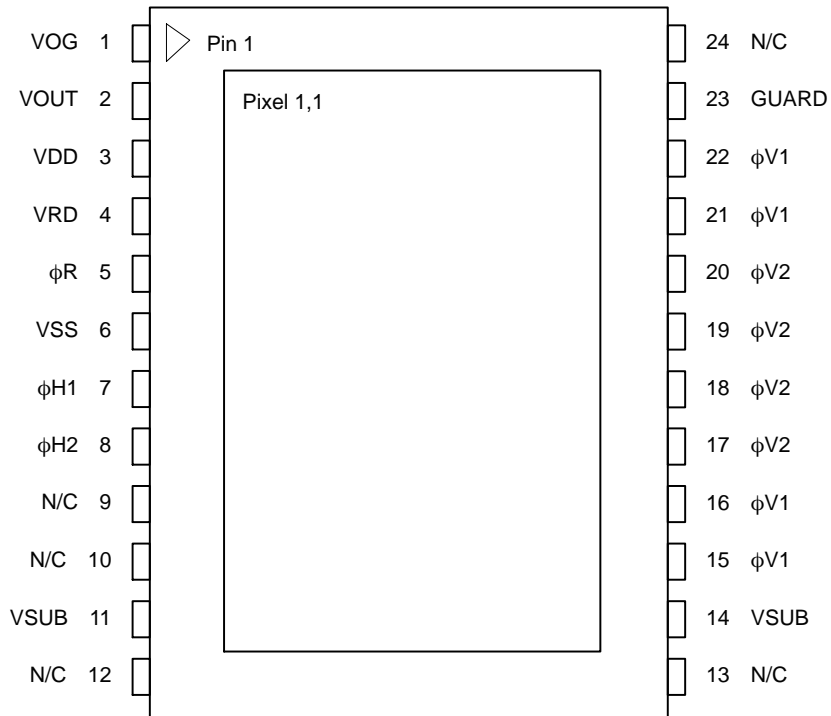 VOG 1 Pin 1 24 N/C
VOUT 2 Pixel 1,1 23 GUARD
VDD 3 22 ϕV1
VRD 4 21 ϕV1
ϕR 5 20 ϕV2
VSS 6 19 ϕV2
ϕH1 7 18 ϕV2
ϕH2 8 17 ϕV2
N/C 9 16 ϕV1
N/C 10 15 ϕV1
VSUB 11 14 VSUB
N/C 12 13 N/C